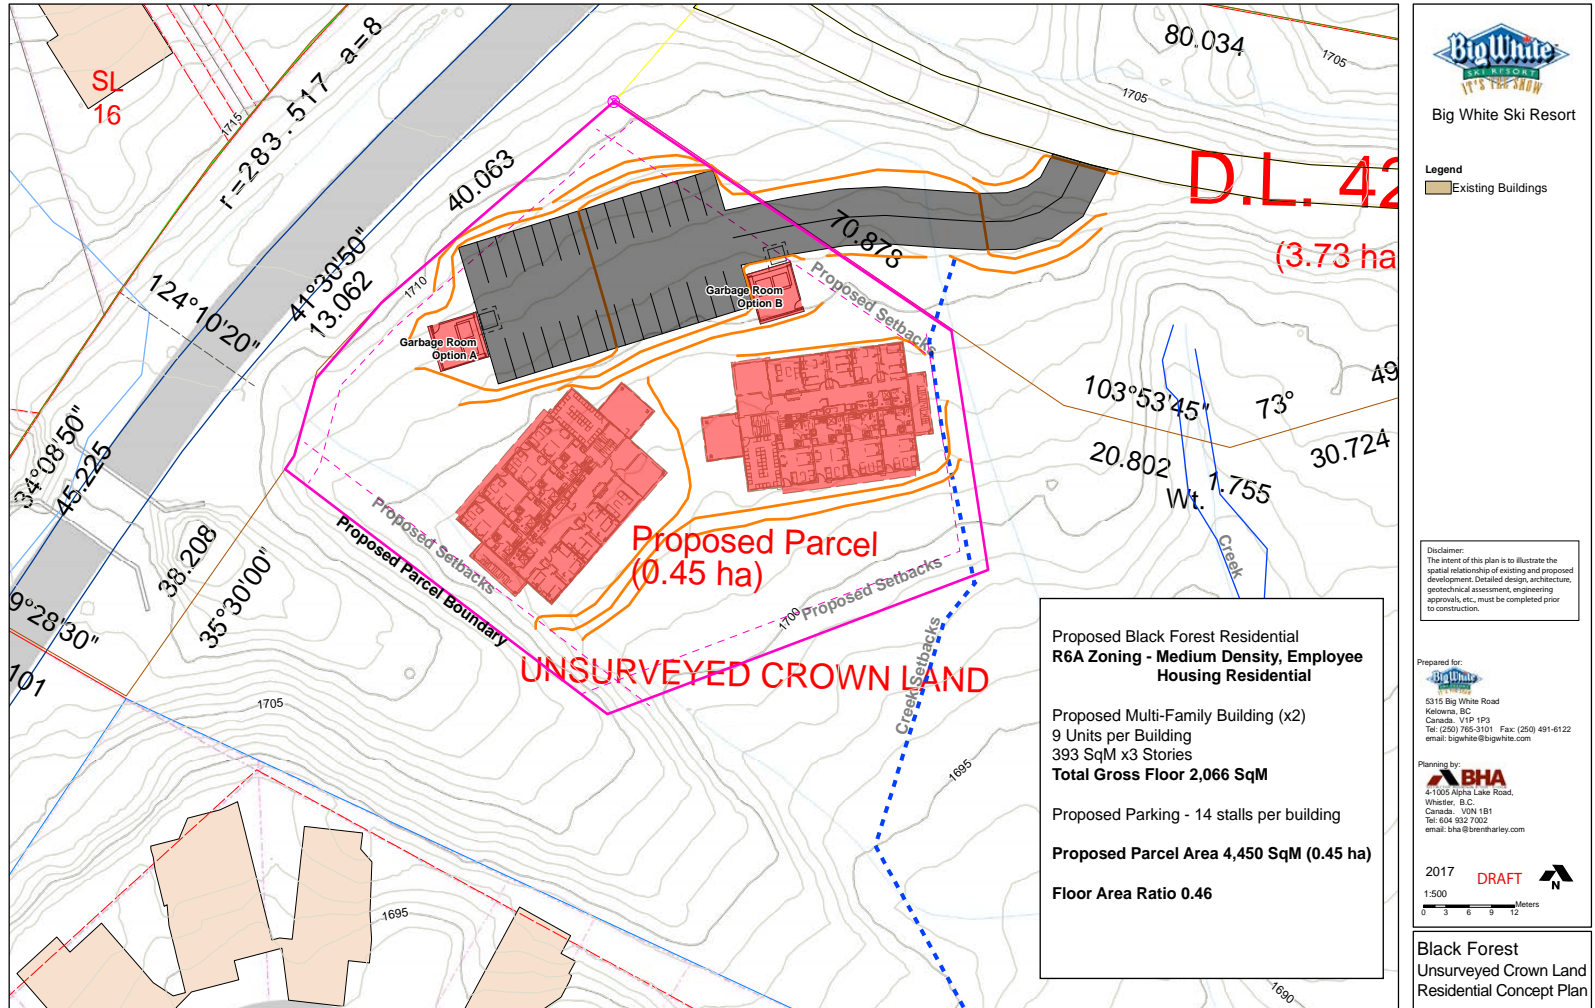 SL
16
1715
r=283.517 a=8
40.063
80.034
1705
1705
D.L. 42
(3.73 ha
70.878
124°10'20"
41°30'50"
13.062
1710
Garbage Room
Option A
Garbage Room
Option B
Proposed Setbacks
34°08'50"
45.225
103°53'45"
73°
49
20.802
Wt.
1.755
30.724
Creek
38.208
35°30'00"
9°28'30"
101
Proposed Setbacks
Proposed Parcel Boundary
Proposed Parcel
(0.45 ha)
1700
Proposed Setbacks
UNSURVEYED CROWN LAND
Creek Setbacks
1705
1695
1695
1690
Proposed Black Forest Residential
R6A Zoning - Medium Density, Employee
Housing Residential
Proposed Multi-Family Building (x2)
9 Units per Building
393 SqM x3 Stories
Total Gross Floor 2,066 SqM
Proposed Parking - 14 stalls per building
Proposed Parcel Area 4,450 SqM (0.45 ha)
Floor Area Ratio 0.46
Big White
SKI RESORT
IT'S THE SNOW
Big White Ski Resort
Legend
Existing Buildings
Disclaimer:
The intent of this plan is to illustrate the
spatial relationship of existing and proposed
development. Detailed design, architecture,
geotechnical assessment, engineering
approvals, etc., must be completed prior
to construction.
Prepared for:
Big White
5315 Big White Road
Kelowna, BC
Canada. V1P 1P3
Tel: (250) 765-3101 Fax: (250) 491-6122
email: bigwhite@bigwhite.com
Planning by:
BHA
4-1005 Alpha Lake Road,
Whistler, B.C.
Canada. V0N 1B1
Tel: 604 932 7002
email: bha@brentharley.com
2017 DRAFT N
1:500
Meters
0 3 6 9 12
Black Forest
Unsurveyed Crown Land
Residential Concept Plan